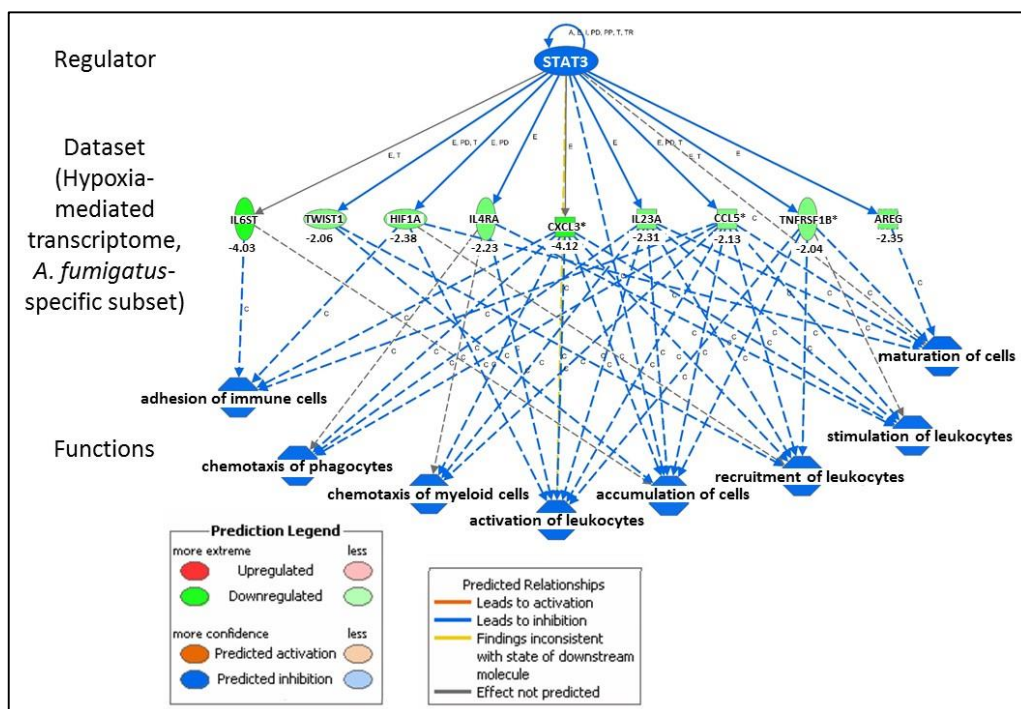 Regulator
A, E, I, PD, PP, T, TR
STAT3
Dataset
(Hypoxia-
mediated
transcriptome,
A. fumigatus-
specific subset)
E, T
E, PD, T
E, PD
E
E
E
E, PD, T
E, T
E
IL6ST
TWIST1
HIF1A
IL4RA
CXCL3*
IL23A
CCL5*
TNFRSF1B*
AREG
-4.03
-2.06
-2.38
-2.23
-4.12
-2.31
-2.13
-2.04
-2.35
C
C
C
C
C
Functions
maturation of cells
adhesion of immune cells
stimulation of leukocytes
chemotaxis of phagocytes
recruitment of leukocytes
chemotaxis of myeloid cells
accumulation of cells
activation of leukocytes
Prediction Legend
more extreme less
Upregulated
Downregulated
more confidence less
Predicted activation
Predicted inhibition
Predicted Relationships
Leads to activation
Leads to inhibition
Findings inconsistent
with state of downstream
molecule
Effect not predicted